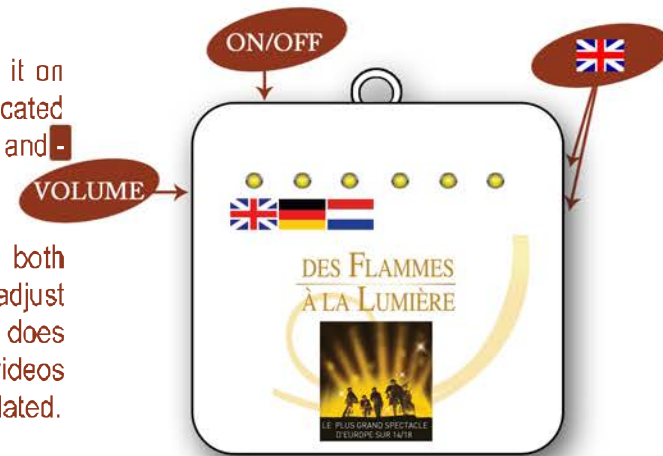 ON/OFF
it on
cated
and -
VOLUME
both
adjust
does
videos
lated.
DES FLAMMES
À LA LUMIÈRE
LE PLUS GRAND SPECTACLE
D'EUROPE SUR 14/18